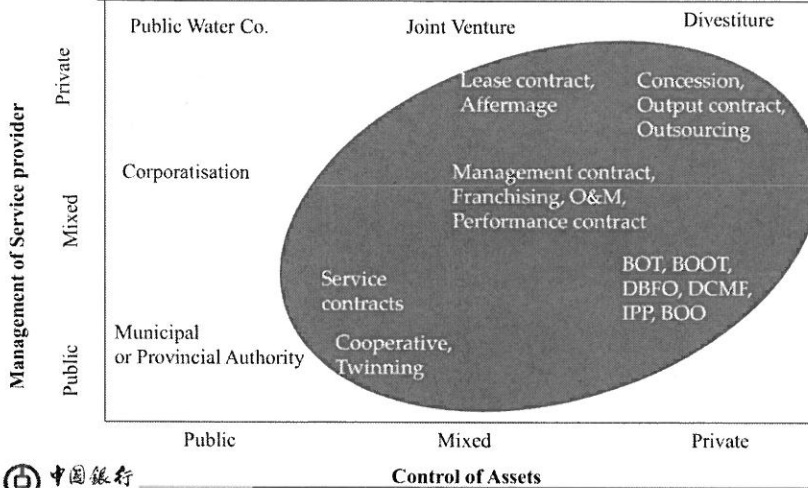 Public Water Co.
Joint Venture
Divestiture
Lease contract,
Affermage
Concession,
Output contract,
Outsourcing
Corporatisation
Management contract,
Franchising, O&M,
Performance contract
Service
contracts
BOT, BOOT,
DBFO, DCMF,
IPP, BOO
Municipal
or Provincial Authority
Cooperative,
Twinning
Management of Service provider
Private
Mixed
Public
Public
Mixed
Private
中国銀行
Control of Assets